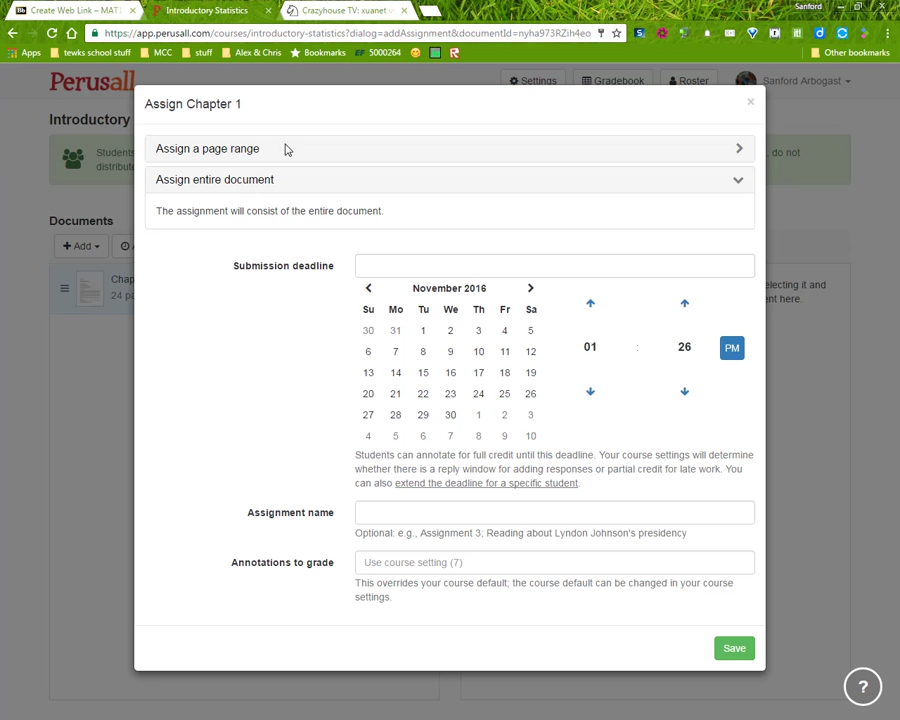 Create Web Link – MAT
Introductory Statistics
Crazyhouse TV: xuanet
Sanford
https://app.perusall.com/courses/introductory-statistics?dialog=addAssignment&documentId=nyha973RZih4eo
Apps
tewks school stuff
MCC
stuff
Alex & Chris
Bookmarks
EF 5000264
Other bookmarks
Perusall
Settings
Gradebook
Roster
Sanford Arbogast
Assign Chapter 1
×
Introductory
Assign a page range
Students
, do not
distribute
Assign entire document
The assignment will consist of the entire document.
Documents
Add
Submission deadline
Chap
24 pa
electing it and
ent here.
November 2016
Su Mo Tu We Th Fr Sa
30 31 1 2 3 4 5
6 7 8 9 10 11 12
13 14 15 16 17 18 19
20 21 22 23 24 25 26
27 28 29 30 1 2 3
4 5 6 7 8 9 10
01 : 26 PM
Students can annotate for full credit until this deadline. Your course settings will determine
whether there is a reply window for adding responses or partial credit for late work. You
can also extend the deadline for a specific student.
Assignment name
Optional: e.g., Assignment 3; Reading about Lyndon Johnson's presidency
Annotations to grade
Use course setting (7)
This overrides your course default; the course default can be changed in your course
settings.
Save
?